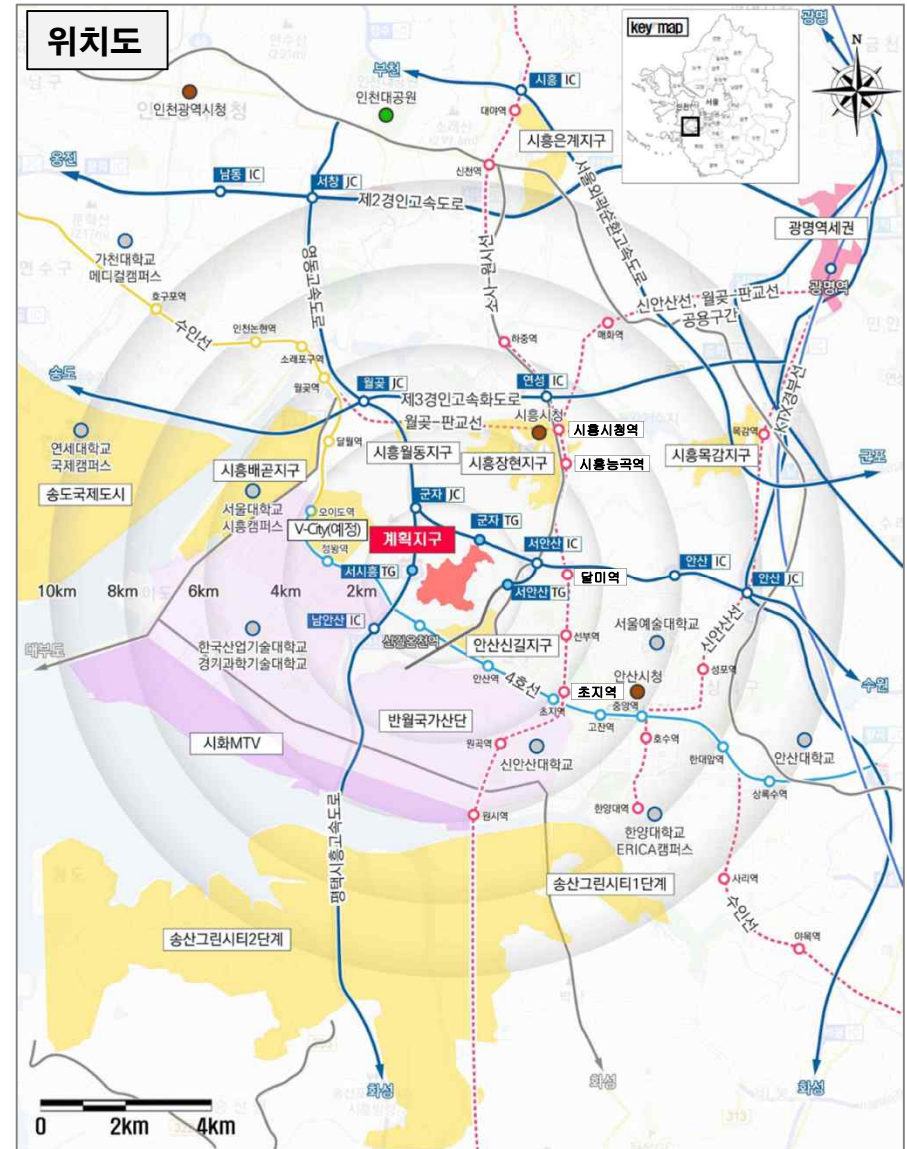 위치도
key map
서울
인천
N
광명
부천
시흥 IC
인천광역시청
인천대공원
대야역
시흥은계지구
신천역
옹진
남동 IC
서창 JC
제2경인고속도로
서울외곽순환고속도로
광명역세권
가천대학교
메디컬캠퍼스
영동고속도로
소사-원시선
광명역
호구포역
수인선
인천논현역
소래포구역
월곶역
하중역
매화역
신안산선, 월곶-판교선
공용구간
KTX경부선
송도
월곶 JC
연성 IC
제3경인고속화도로
시흥시청
월곶-판교선
시흥시청역
목감역
연세대학교
국제캠퍼스
달월역
시흥월동지구
시흥장현지구
시흥능곡역
시흥목감지구
군포
송도국제도시
시흥배곧지구
서울대학교
시흥캠퍼스
오이도역
군자 JC
V-City(예정)
계획지구
군자 TG
정왕역
서안산 IC
안산 IC
서시흥 TG
달미역
안산 JC
10km
8km
6km
4km
2km
서안산 TG
남안산 IC
신길온천역
한국산업기술대학교
경기과학기술대학교
대부도
안산신길지구
선부역
서울예술대학교
신안산선
성포역
안산역
4호선
초지역
안산시청
수원
반월국가산단
초지역
고잔역
중앙역
시화MTV
원곡역
신안산대학교
호수역
한대앞역
안산대학교
상록수역
원시역
한양대역
한양대학교
ERICA캠퍼스
평택시흥고속도로
송산그린시티1단계
사리역
수인선
송산그린시티2단계
야목역
화성
화성
화성
0
2km
4km